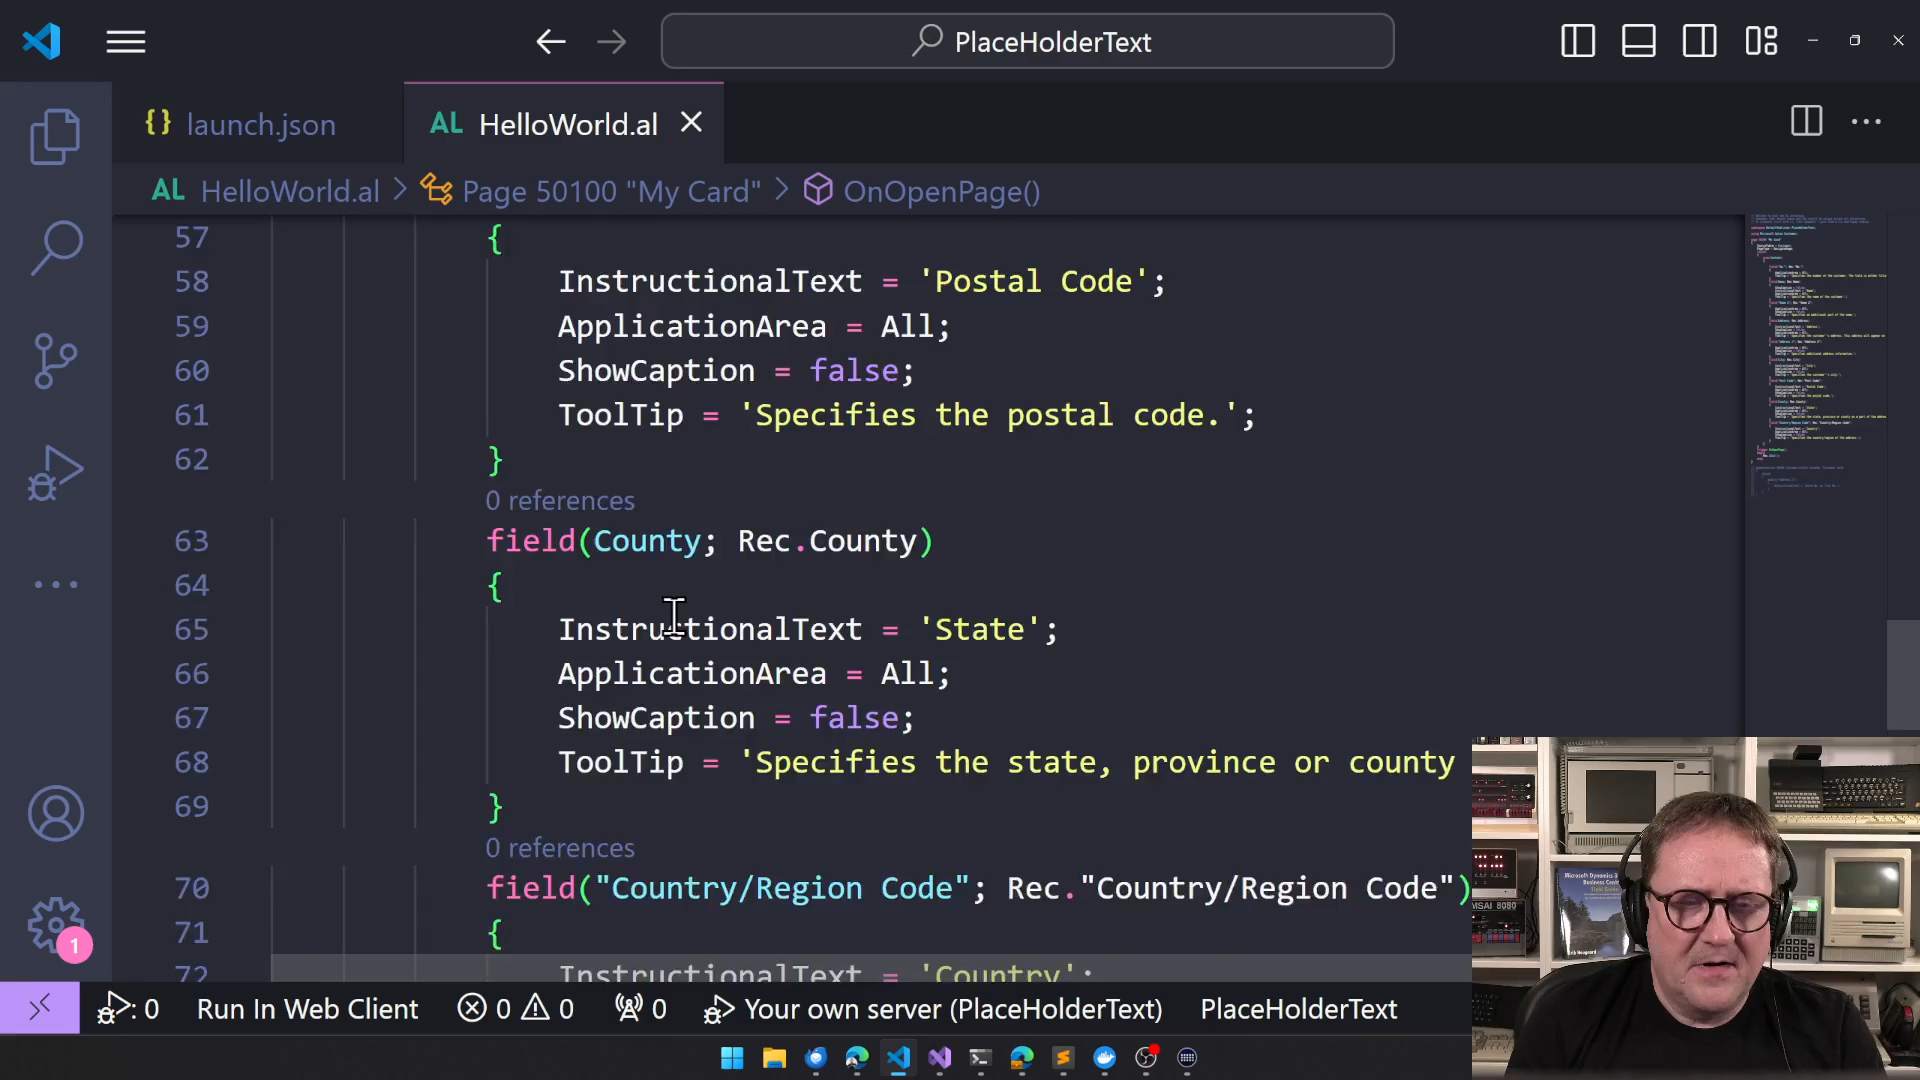 PlaceHolderText
{} launch.json
AL HelloWorld.al
AL HelloWorld.al > Page 50100 "My Card" > OnOpenPage()
57 {
58 InstructionalText = 'Postal Code';
59 ApplicationArea = All;
60 ShowCaption = false;
61 ToolTip = 'Specifies the postal code.';
62 }
0 references
63 field(County; Rec.County)
64 {
65 InstructionalText = 'State';
66 ApplicationArea = All;
67 ShowCaption = false;
68 ToolTip = 'Specifies the state, province or county
69 }
0 references
70 field("Country/Region Code"; Rec."Country/Region Code")
71 {
72 InstructionalText = 'Country';
1
: 0 Run In Web Client 0 0 0 Your own server (PlaceHolderText) PlaceHolderText